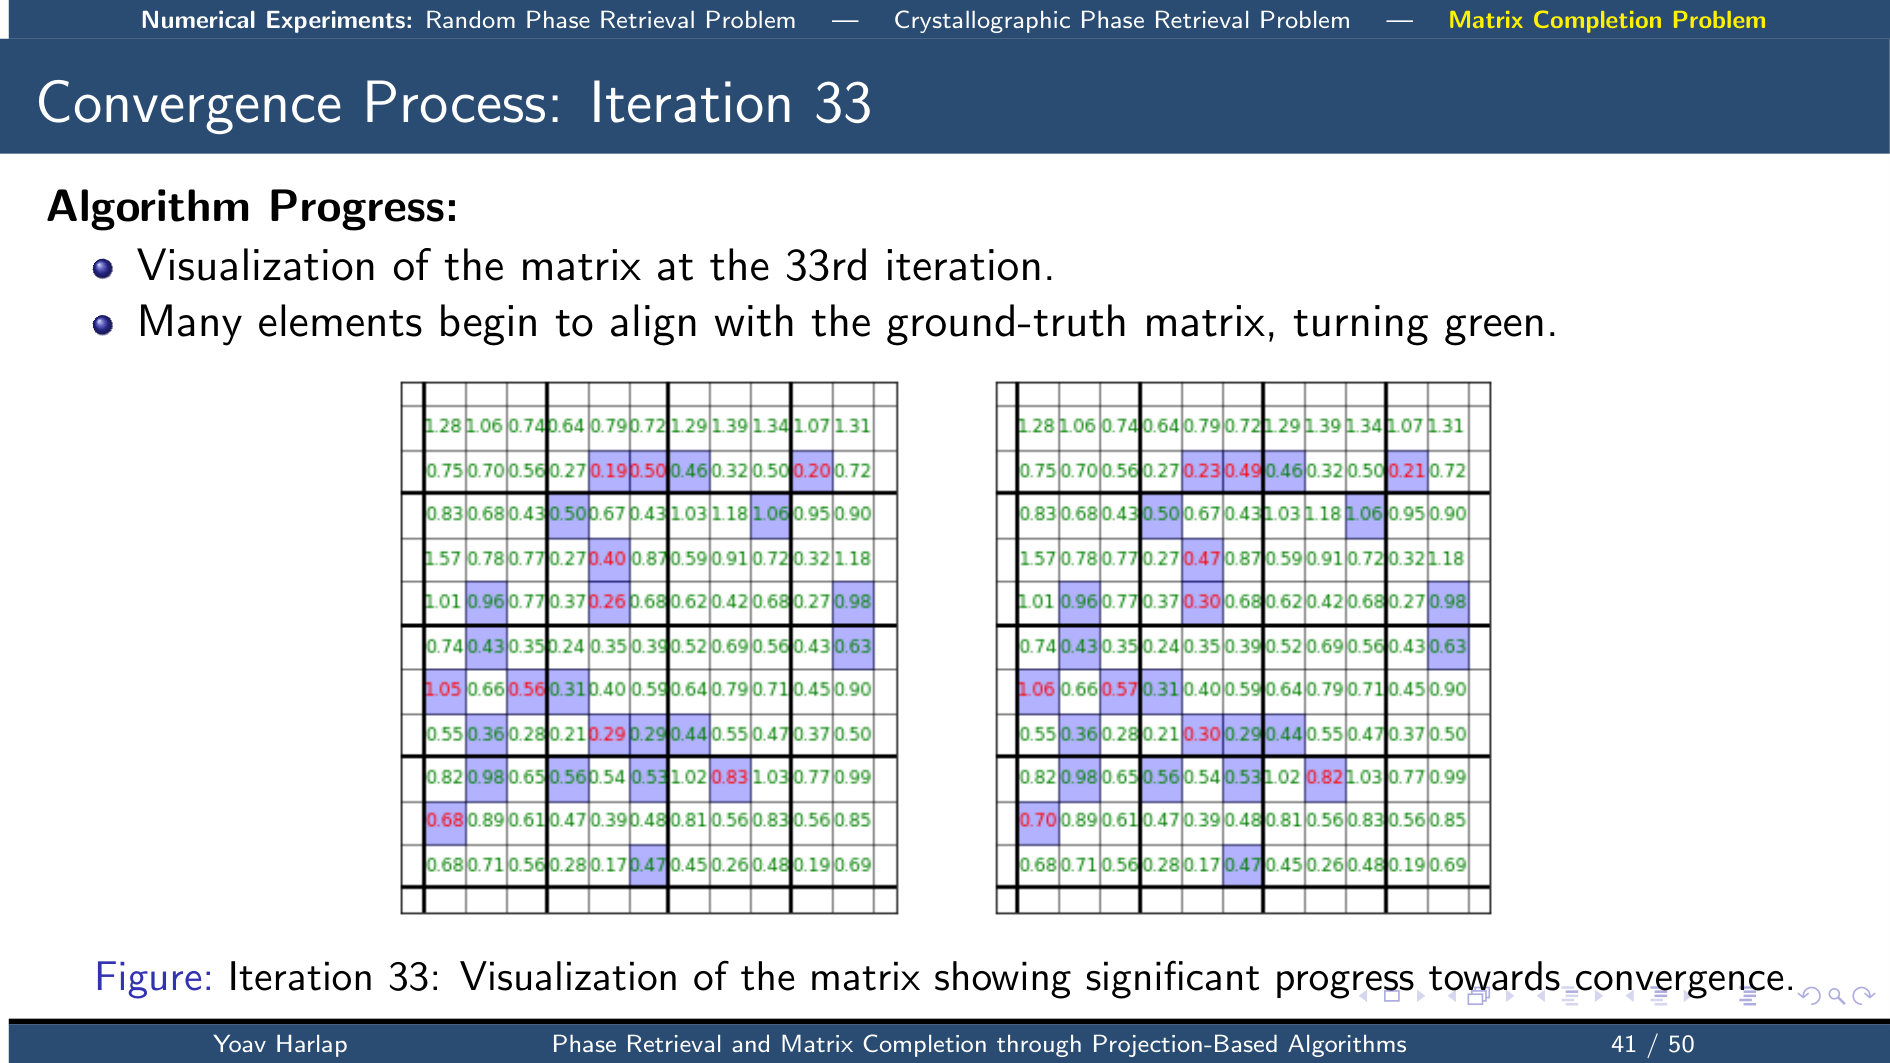 Numerical Experiments: Random Phase Retrieval Problem — Crystallographic Phase Retrieval Problem — Matrix Completion Problem
Convergence Process: Iteration 33
Algorithm Progress:
Visualization of the matrix at the 33rd iteration.
Many elements begin to align with the ground-truth matrix, turning green.
1.28 1.06 0.74 0.64 0.79 0.72 1.29 1.39 1.34 1.07 1.31
0.75 0.70 0.56 0.27 0.19 0.50 0.46 0.32 0.50 0.20 0.72
0.83 0.68 0.43 0.50 0.67 0.43 1.03 1.18 1.06 0.95 0.90
1.57 0.78 0.77 0.27 0.40 0.87 0.59 0.91 0.72 0.32 1.18
1.01 0.96 0.77 0.37 0.26 0.68 0.62 0.42 0.68 0.27 0.98
0.74 0.43 0.35 0.24 0.35 0.39 0.52 0.69 0.56 0.43 0.63
1.05 0.66 0.56 0.31 0.40 0.59 0.64 0.79 0.71 0.45 0.90
0.55 0.36 0.28 0.21 0.29 0.29 0.44 0.55 0.47 0.37 0.50
0.82 0.98 0.65 0.56 0.54 0.53 1.02 0.83 1.03 0.77 0.99
0.68 0.89 0.61 0.47 0.39 0.48 0.81 0.56 0.83 0.56 0.85
0.68 0.71 0.56 0.28 0.17 0.47 0.45 0.26 0.48 0.19 0.69
1.28 1.06 0.74 0.64 0.79 0.72 1.29 1.39 1.34 1.07 1.31
0.75 0.70 0.56 0.27 0.23 0.49 0.46 0.32 0.50 0.21 0.72
0.83 0.68 0.43 0.50 0.67 0.43 1.03 1.18 1.06 0.95 0.90
1.57 0.78 0.77 0.27 0.47 0.87 0.59 0.91 0.72 0.32 1.18
1.01 0.96 0.77 0.37 0.30 0.68 0.62 0.42 0.68 0.27 0.98
0.74 0.43 0.35 0.24 0.35 0.39 0.52 0.69 0.56 0.43 0.63
1.06 0.66 0.57 0.31 0.40 0.59 0.64 0.79 0.71 0.45 0.90
0.55 0.36 0.28 0.21 0.30 0.29 0.44 0.55 0.47 0.37 0.50
0.82 0.98 0.65 0.56 0.54 0.53 1.02 0.82 1.03 0.77 0.99
0.70 0.89 0.61 0.47 0.39 0.48 0.81 0.56 0.83 0.56 0.85
0.68 0.71 0.56 0.28 0.17 0.47 0.45 0.26 0.48 0.19 0.69
Figure: Iteration 33: Visualization of the matrix showing significant progress towards convergence.
Yoav Harlap Phase Retrieval and Matrix Completion through Projection-Based Algorithms 41 / 50